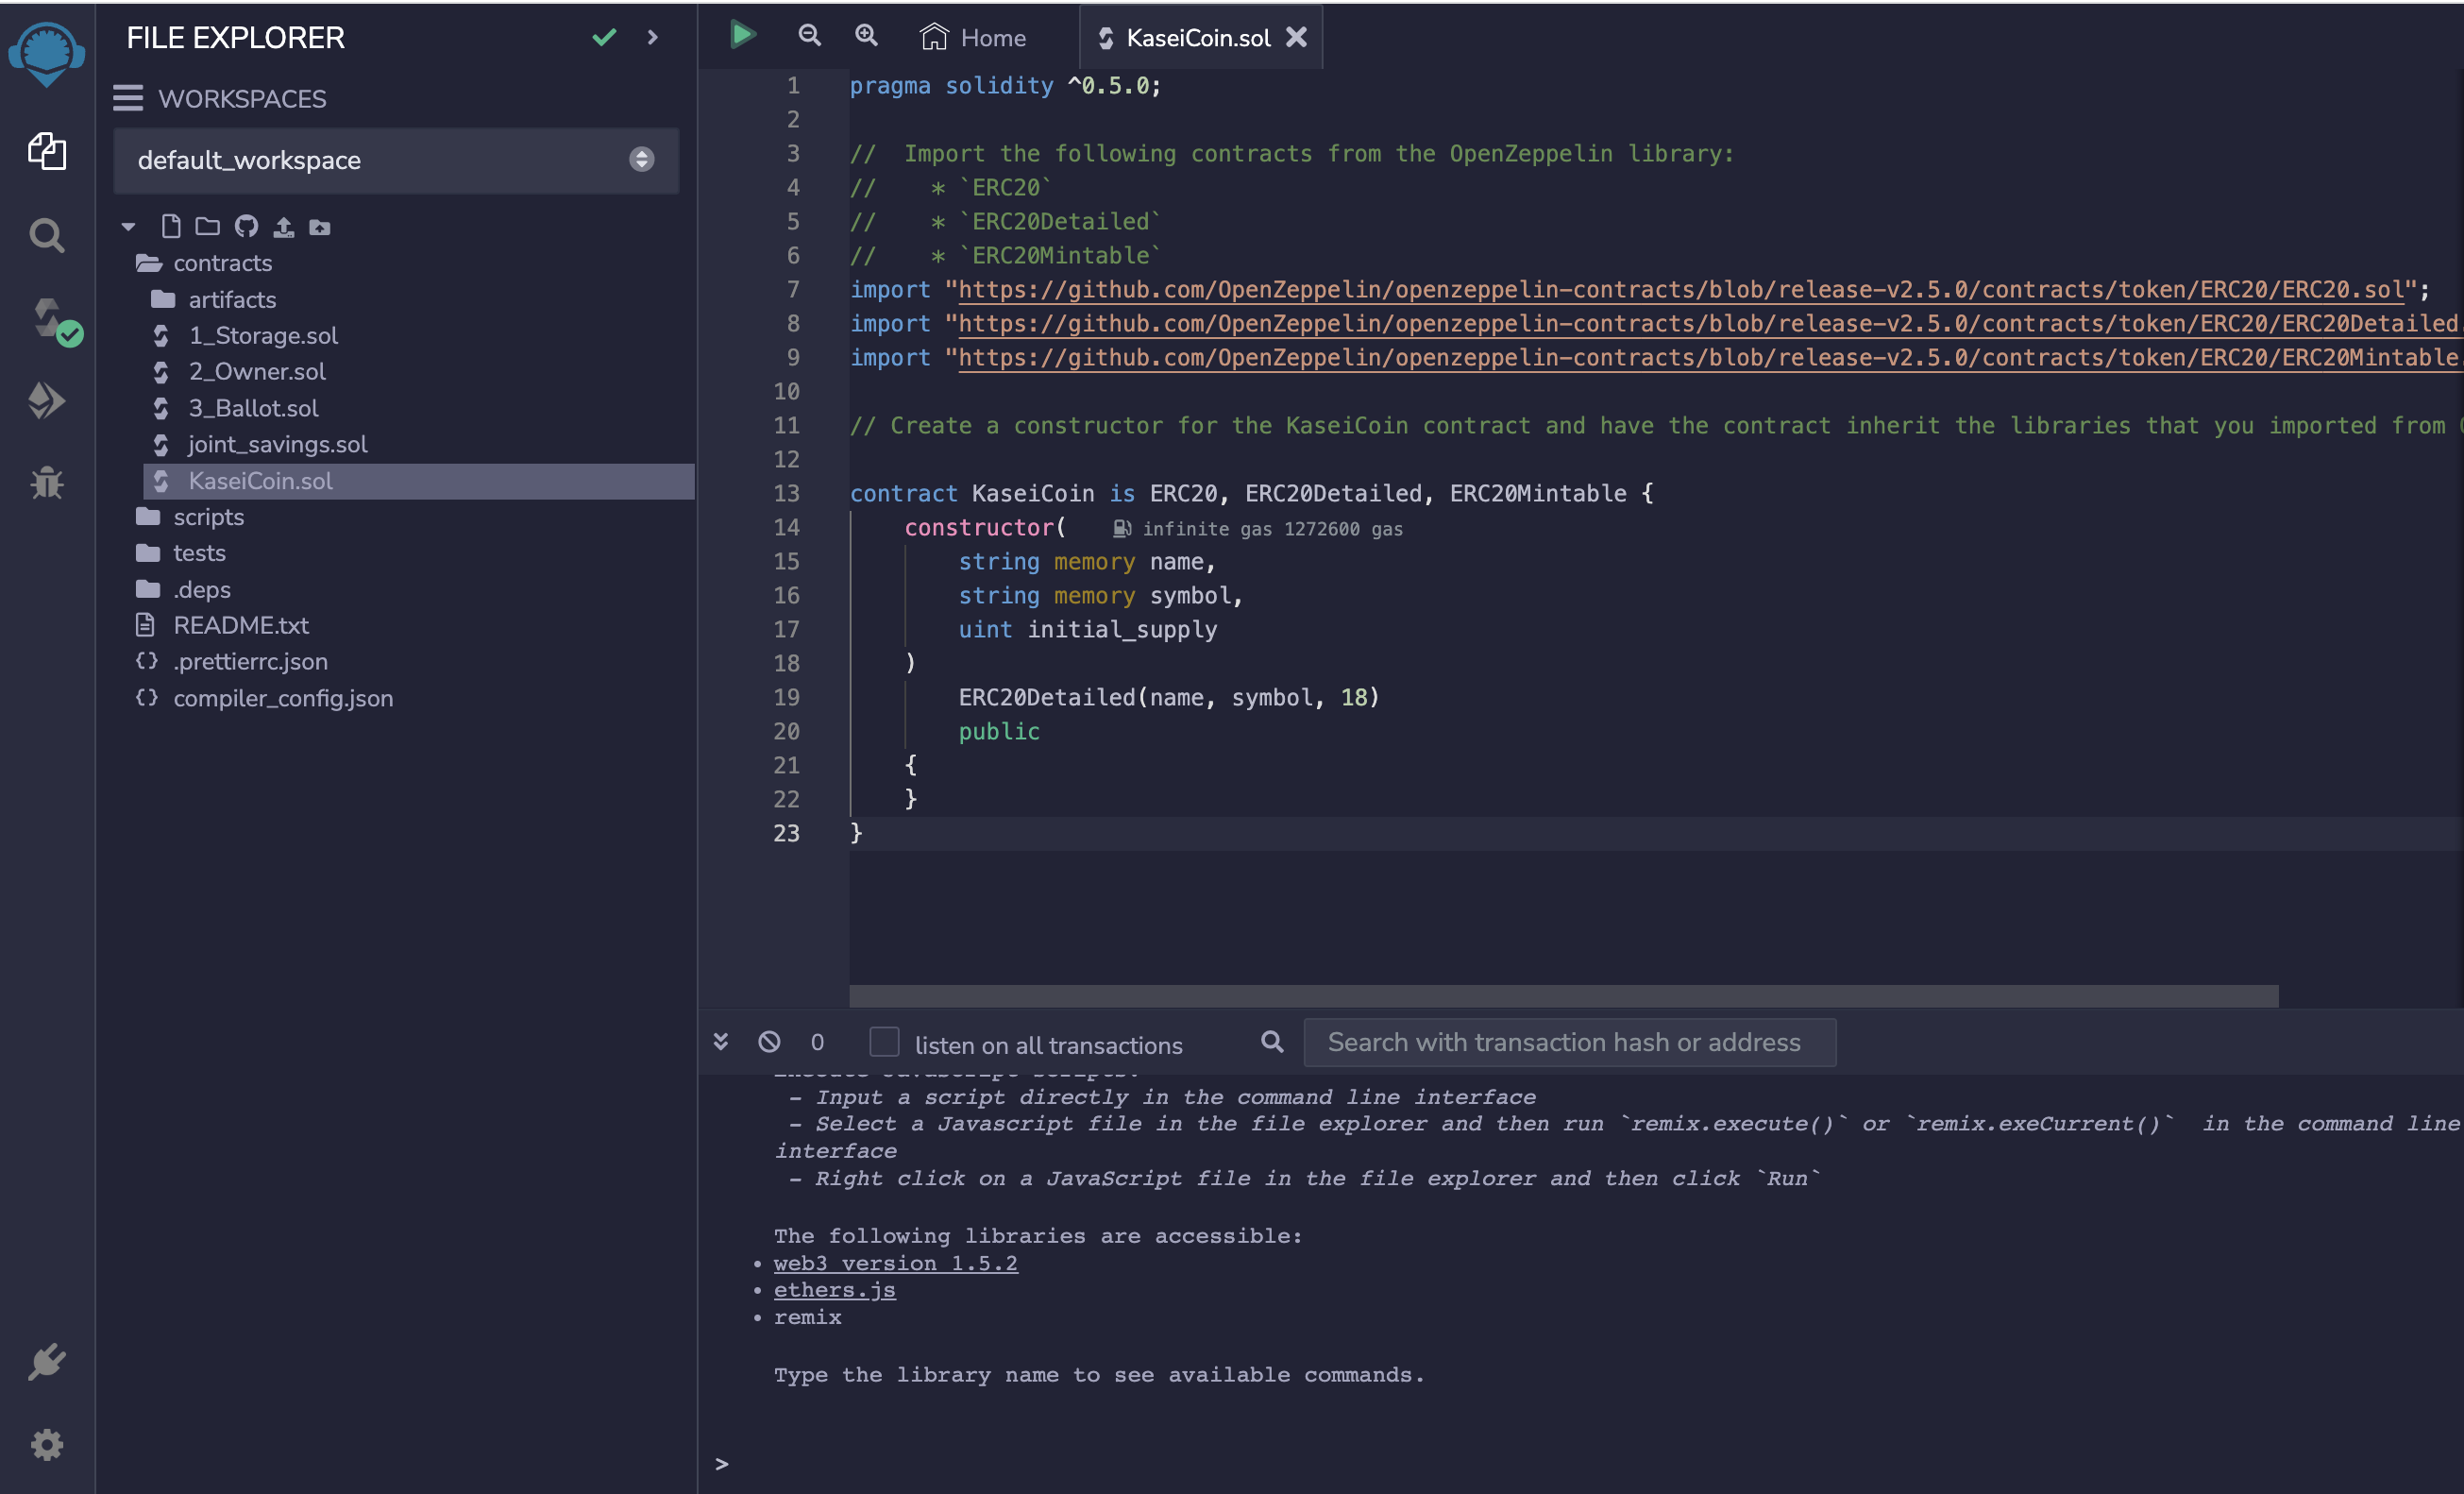 FILE EXPLORER
WORKSPACES
default_workspace
contracts
artifacts
1_Storage.sol
2_Owner.sol
3_Ballot.sol
joint_savings.sol
KaseiCoin.sol
scripts
tests
.deps
README.txt
.prettierrc.json
compiler_config.json
Home
KaseiCoin.sol
1 pragma solidity ^0.5.0;
2
3 //  Import the following contracts from the OpenZeppelin library:
4 //    * `ERC20`
5 //    * `ERC20Detailed`
6 //    * `ERC20Mintable`
7 import "https://github.com/OpenZeppelin/openzeppelin-contracts/blob/release-v2.5.0/contracts/token/ERC20/ERC20.sol";
8 import "https://github.com/OpenZeppelin/openzeppelin-contracts/blob/release-v2.5.0/contracts/token/ERC20/ERC20Detailed.
9 import "https://github.com/OpenZeppelin/openzeppelin-contracts/blob/release-v2.5.0/contracts/token/ERC20/ERC20Mintable.
10
11 // Create a constructor for the KaseiCoin contract and have the contract inherit the libraries that you imported from
12
13 contract KaseiCoin is ERC20, ERC20Detailed, ERC20Mintable {
14     constructor( infinite gas 1272600 gas
15         string memory name,
16         string memory symbol,
17         uint initial_supply
18     )
19         ERC20Detailed(name, symbol, 18)
20         public
21     {
22     }
23 }
0 listen on all transactions Search with transaction hash or address
- Input a script directly in the command line interface
- Select a Javascript file in the file explorer and then run `remix.execute()` or `remix.exeCurrent()`  in the command line
interface
- Right click on a JavaScript file in the file explorer and then click `Run`
The following libraries are accessible:
• web3 version 1.5.2
• ethers.js
• remix
Type the library name to see available commands.
>